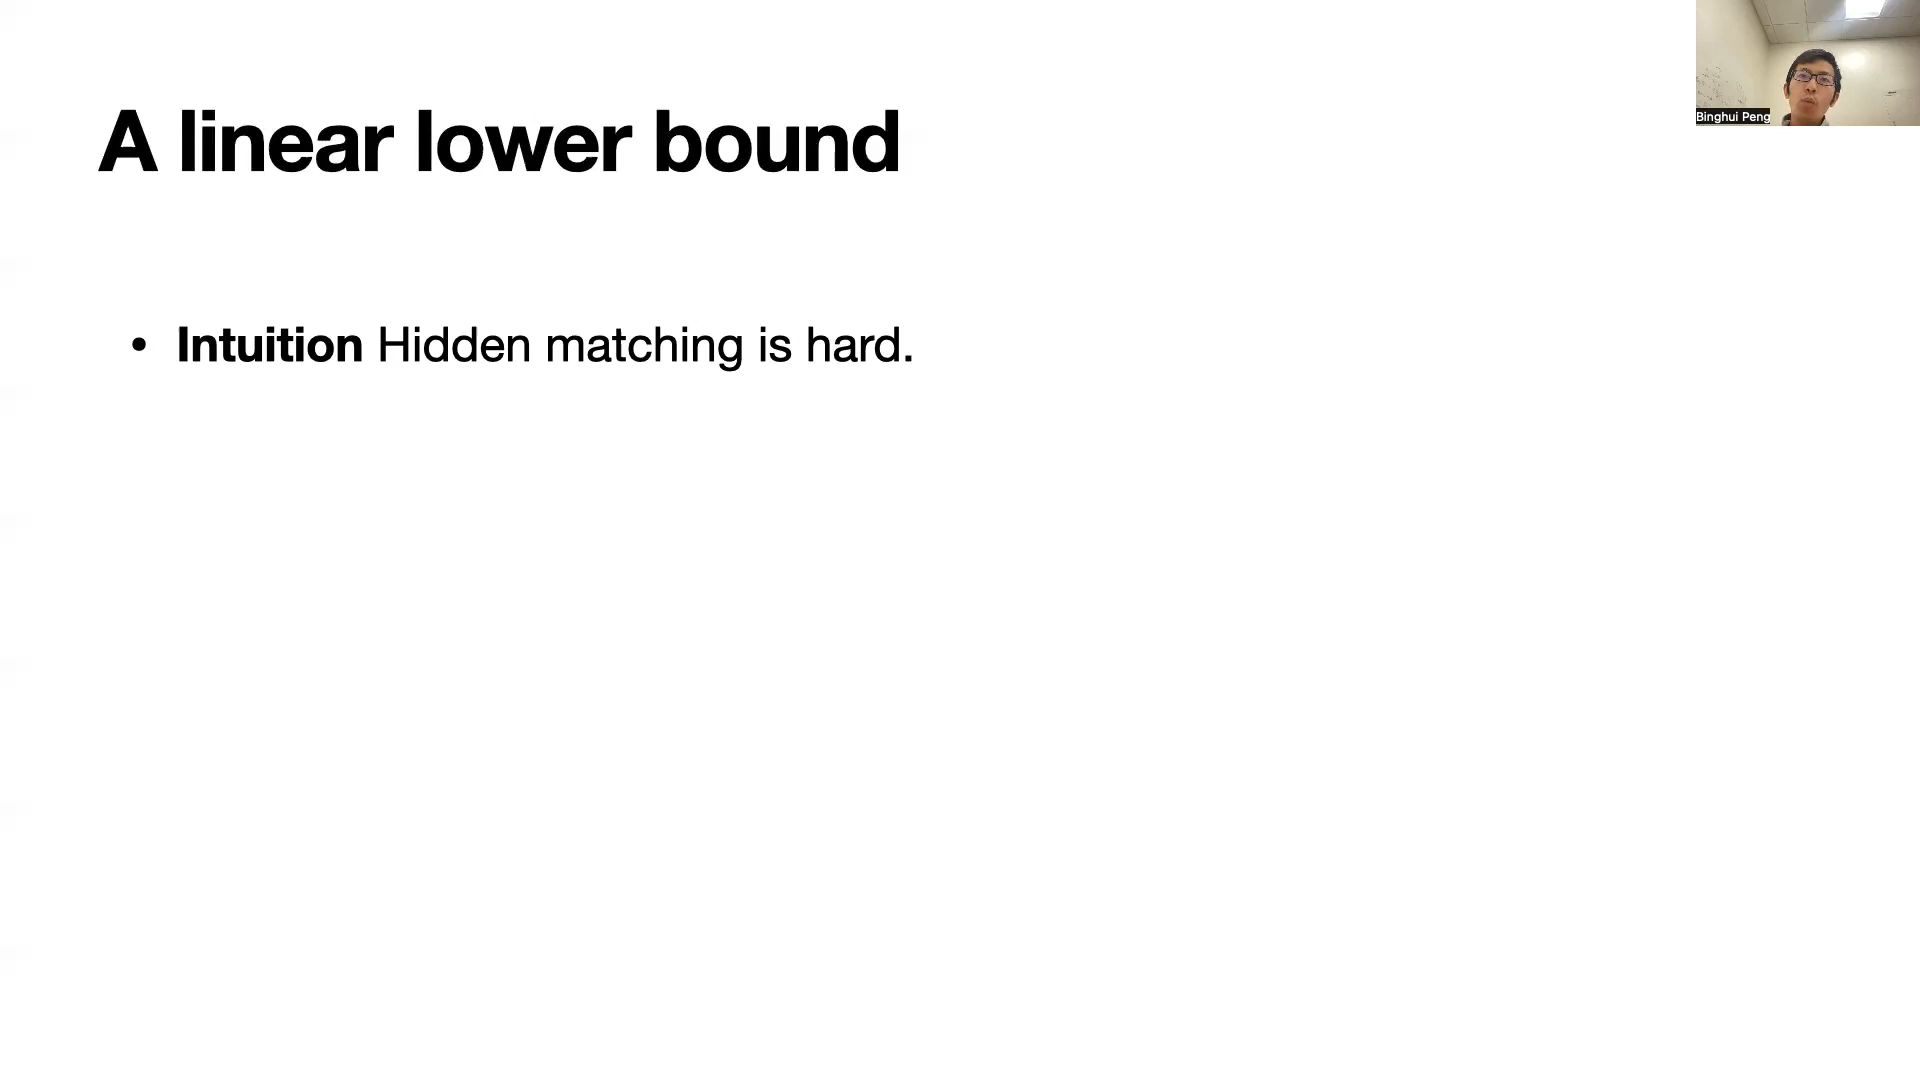 A linear lower bound
• Intuition Hidden matching is hard.
Binghui Peng